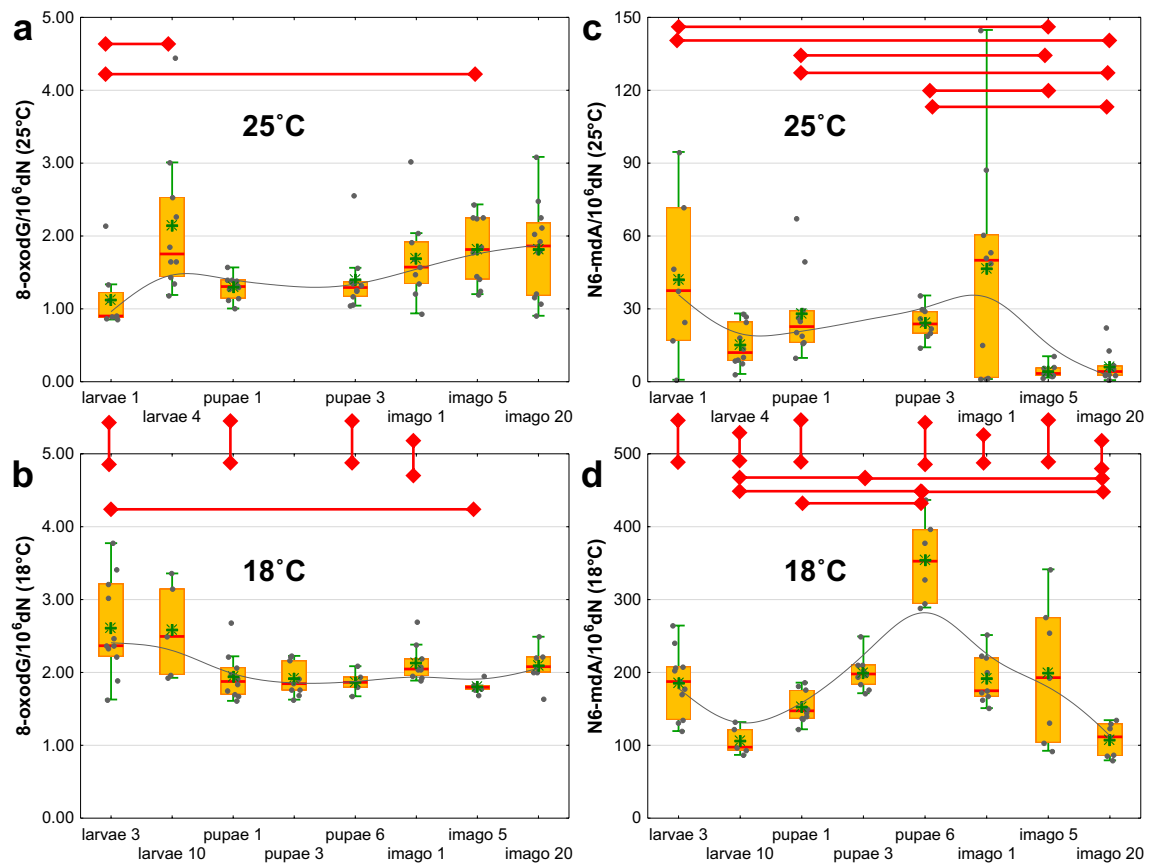 a
8-oxodG/10⁶dN (25°C)
5.00
4.00
3.00
2.00
1.00
0.00
25°C
larvae 1
larvae 4
pupae 1
pupae 3
imago 1
imago 5
imago 20
c
N6-mdA/10⁶dN (25°C)
150
120
90
60
30
0
25°C
larvae 1
larvae 4
pupae 1
pupae 3
imago 1
imago 5
imago 20
b
8-oxodG/10⁶dN (18°C)
5.00
4.00
3.00
2.00
1.00
0.00
18°C
larvae 3
larvae 10
pupae 1
pupae 3
pupae 6
imago 1
imago 5
imago 20
d
N6-mdA/10⁶dN (18°C)
500
400
300
200
100
0
18°C
larvae 3
larvae 10
pupae 1
pupae 3
pupae 6
imago 1
imago 5
imago 20